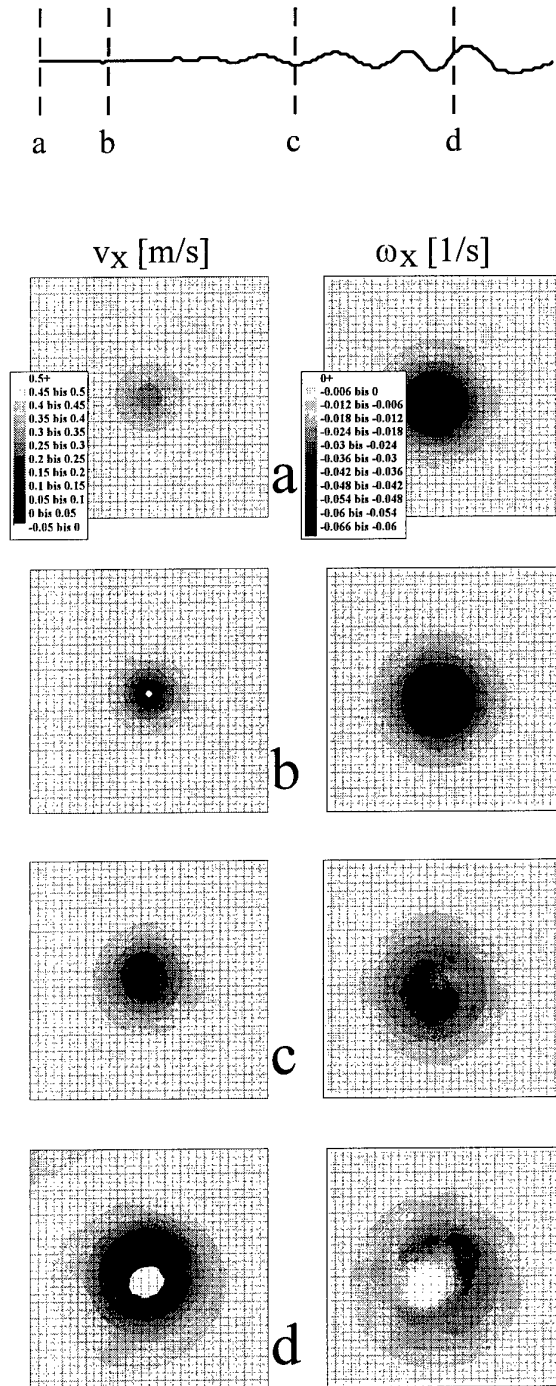 a
b
c
d
vx [m/s]
ωx [1/s]
0.5+
0.45 bis 0.5
0.4 bis 0.45
0.35 bis 0.4
0.3 bis 0.35
0.25 bis 0.3
0.2 bis 0.25
0.15 bis 0.2
0.1 bis 0.15
0.05 bis 0.1
0 bis 0.05
-0.05 bis 0
0+
-0.006 bis 0
-0.012 bis -0.006
-0.018 bis -0.012
-0.024 bis -0.018
-0.03 bis -0.024
-0.036 bis -0.03
-0.042 bis -0.036
-0.048 bis -0.042
-0.054 bis -0.048
-0.06 bis -0.054
-0.066 bis -0.06
a
b
c
d